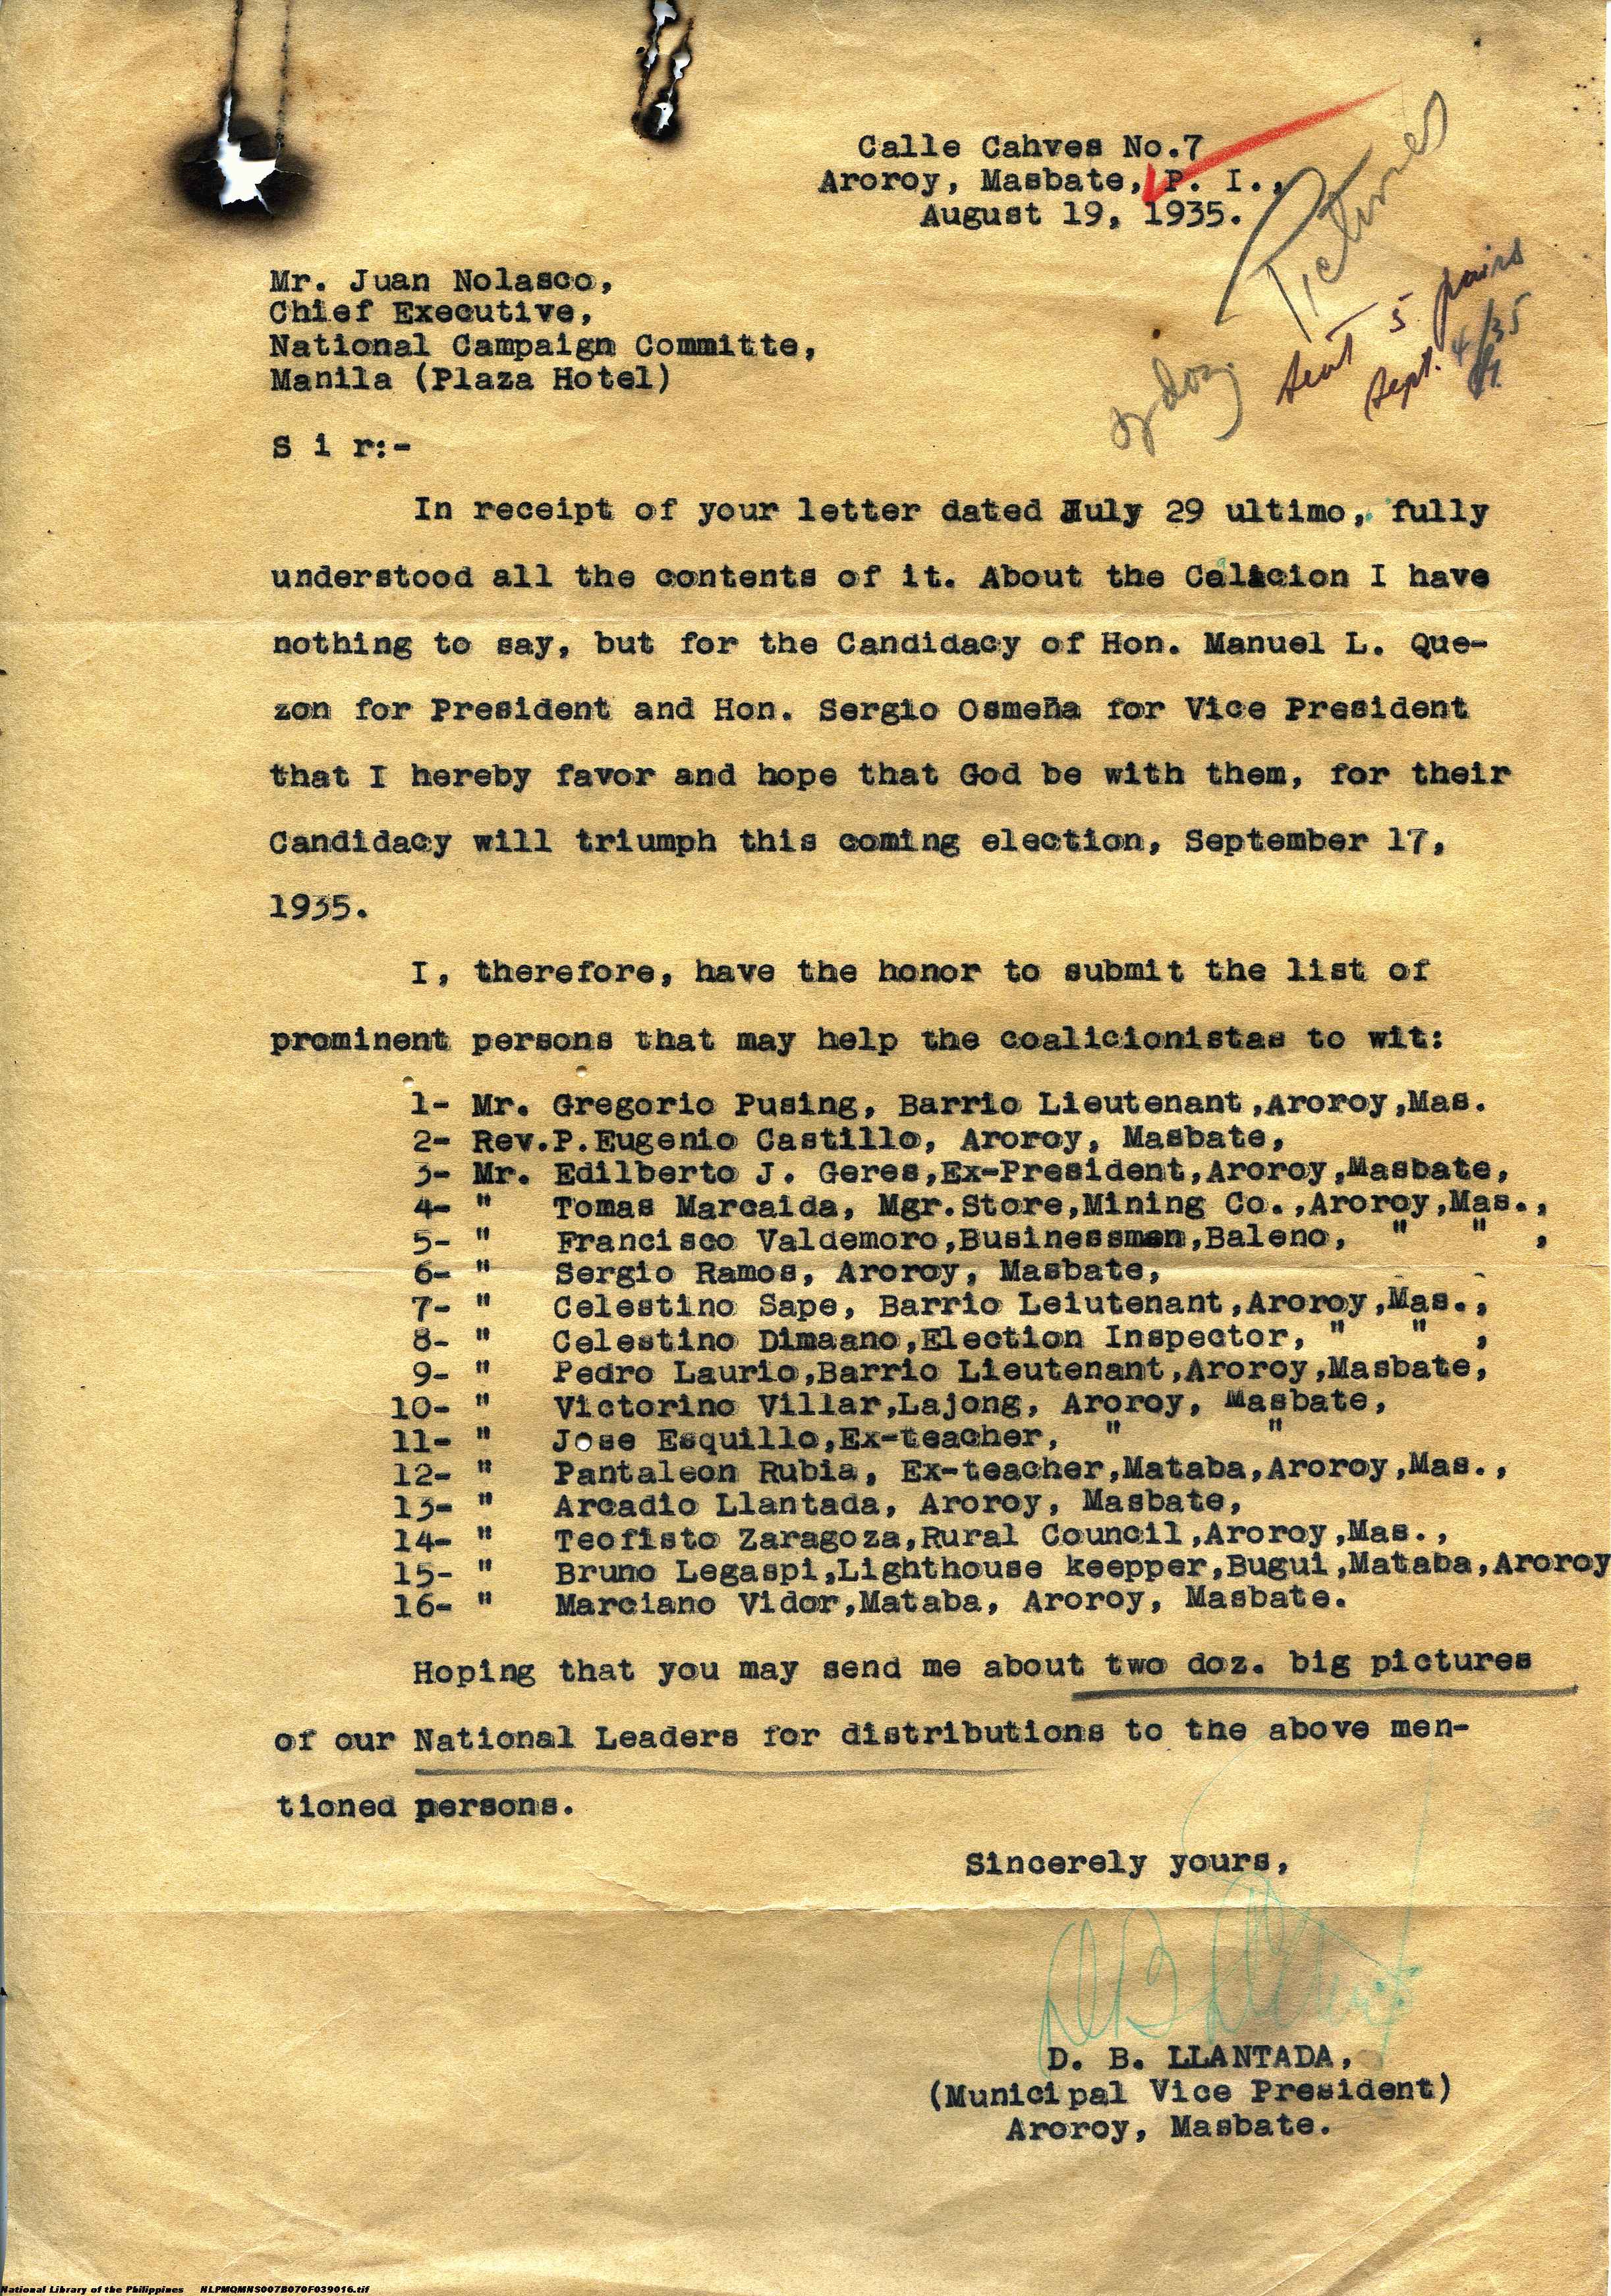 Calle Cahves No.7
Aroroy, Masbate, P. I.,
August 19, 1935.
Pictures
2 doz.
sent 5 pairs
Sept. 4/35
Mr. Juan Nolasco,
Chief Executive,
National Campaign Committe,
Manila (Plaza Hotel)
S i r:-
In receipt of your letter dated July 29 ultimo, fully
understood all the contents of it. About the Calicion I have
nothing to say, but for the Candidacy of Hon. Manuel L. Que-
zon for President and Hon. Sergio Osmeña for Vice President
that I hereby favor and hope that God be with them, for their
Candidacy will triumph this coming election, September 17,
1935.
I, therefore, have the honor to submit the list of
prominent persons that may help the coalicionistas to wit:
1- Mr. Gregorio Pusing, Barrio Lieutenant,Aroroy,Mas.
2- Rev.P.Eugenio Castillo, Aroroy, Masbate,
3- Mr. Edilberto J. Geres,Ex-President,Aroroy,Masbate,
4- " Tomas Marcaida, Mgr.Store,Mining Co.,Aroroy,Mas.,
5- " Francisco Valdemoro,Businessmen,Baleno, " " ,
6- " Sergio Ramos, Aroroy, Masbate,
7- " Celestino Sape, Barrio Leiutenant,Aroroy,Mas.,
8- " Celestino Dimaano,Election Inspector, " " ,
9- " Pedro Laurio,Barrio Lieutenant,Aroroy,Masbate,
10- " Victorino Villar,Lajong, Aroroy, Masbate,
11- " Jose Esquillo,Ex-teacher, " "
12- " Pantaleon Rubia, Ex-teacher,Mataba,Aroroy,Mas.,
13- " Arcadio Llantada, Aroroy, Masbate,
14- " Teofisto Zaragoza,Rural Council,Aroroy,Mas.,
15- " Bruno Legaspi,Lighthouse keepper,Bugui,Mataba,Aroroy
16- " Marciano Vidor,Mataba, Aroroy, Masbate.
Hoping that you may send me about two doz. big pictures
of our National Leaders for distributions to the above men-
tioned persons.
Sincerely yours,
D. B. LLANTADA,
(Municipal Vice President)
Aroroy, Masbate.
National Library of the Philippines NLPMQMNS007B070F039016.tif